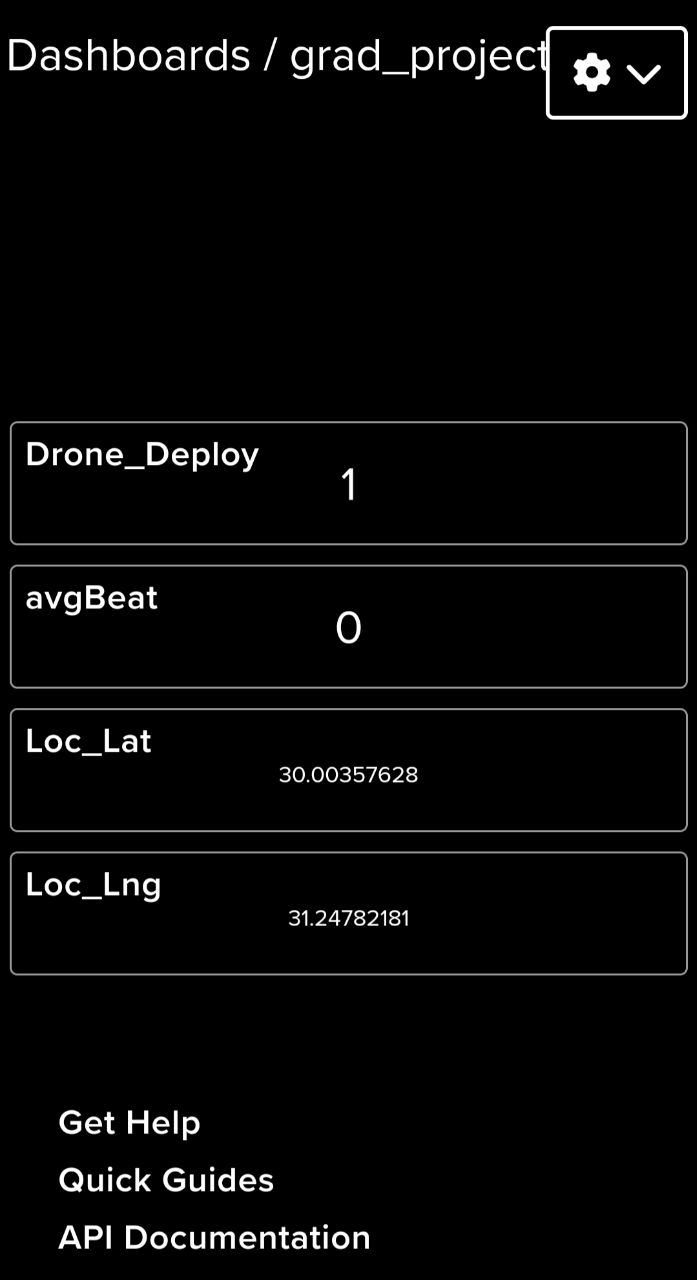 Dashboards / grad_project
Drone_Deploy
1
avgBeat
0
Loc_Lat
30.00357628
Loc_Lng
31.24782181
Get Help
Quick Guides
API Documentation